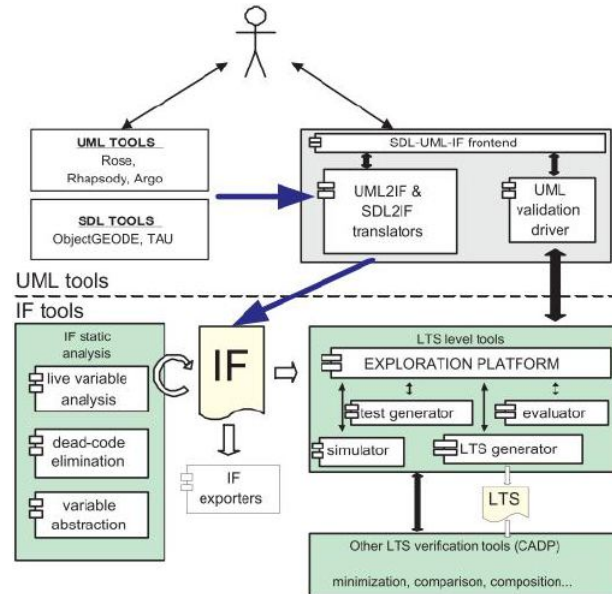 UML TOOLS
Rose,
Rhapsody, Argo
SDL TOOLS
ObjectGEODE, TAU
SDL-UML-IF frontend
UML2IF &
SDL2IF
translators
UML
validation
driver
UML tools
IF tools
IF static
analysis
live variable
analysis
dead-code
elimination
variable
abstraction
IF
IF
exporters
LTS level tools
EXPLORATION PLATFORM
test generator
evaluator
simulator
LTS generator
LTS
Other LTS verification tools (CADP)
minimization, comparison, composition...